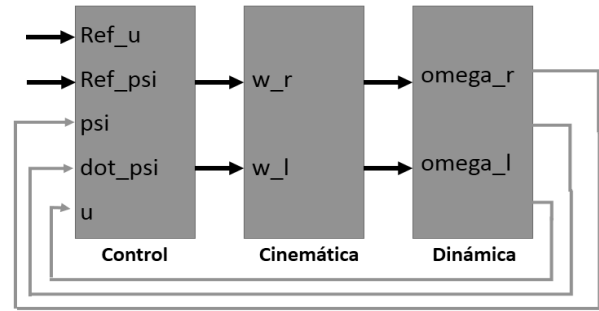 Ref_u
Ref_psi
psi
dot_psi
u
w_r
w_l
omega_r
omega_l
Control
Cinemática
Dinámica